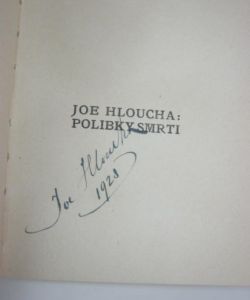 JOE HLOUCHA:
POLIBKY SMRTI
Joe Hloucha
1928